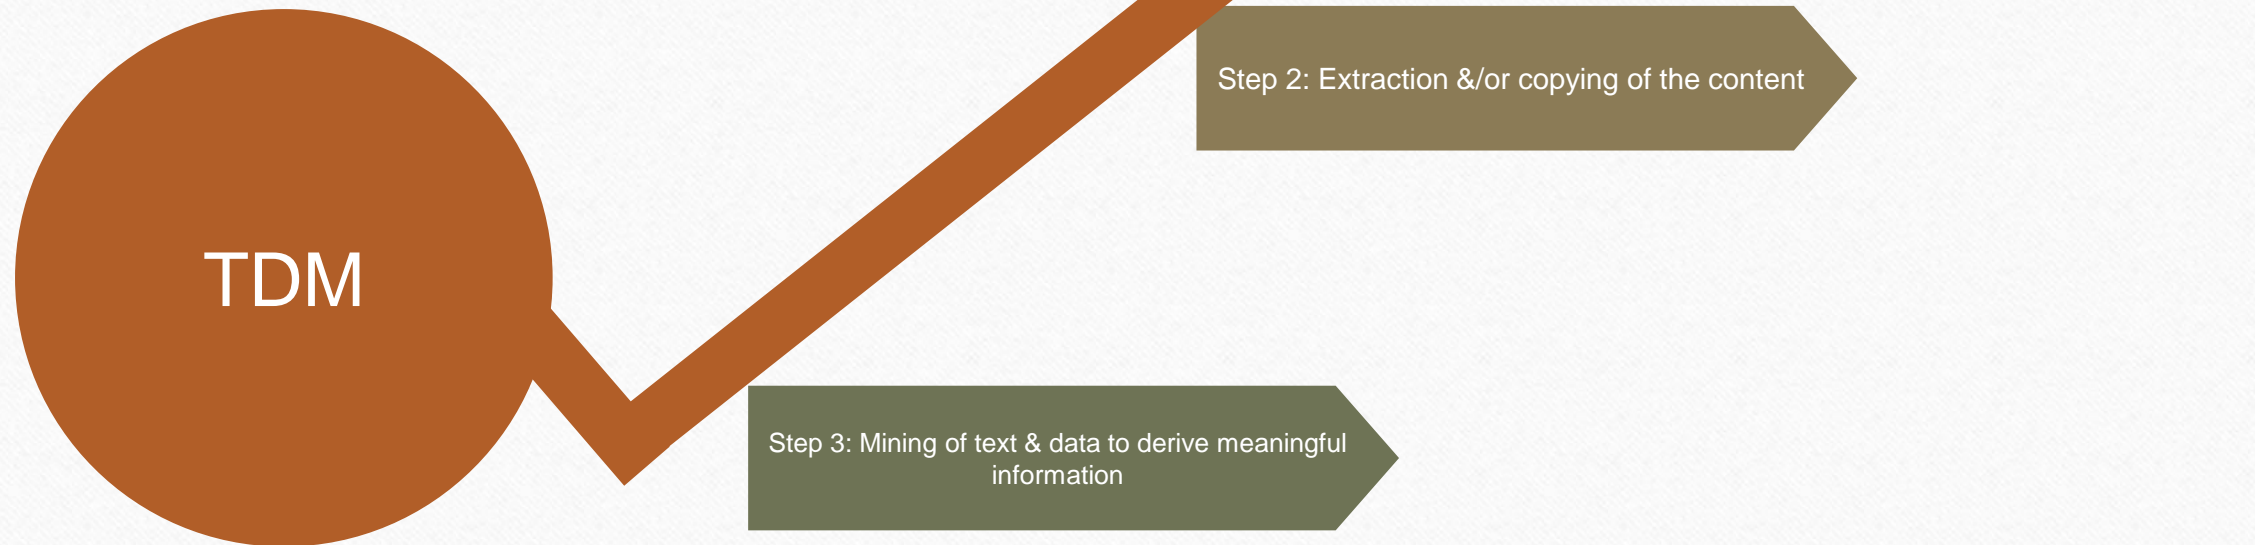 Step 2: Extraction &/or copying of the content
TDM
Step 3: Mining of text & data to derive meaningful
information